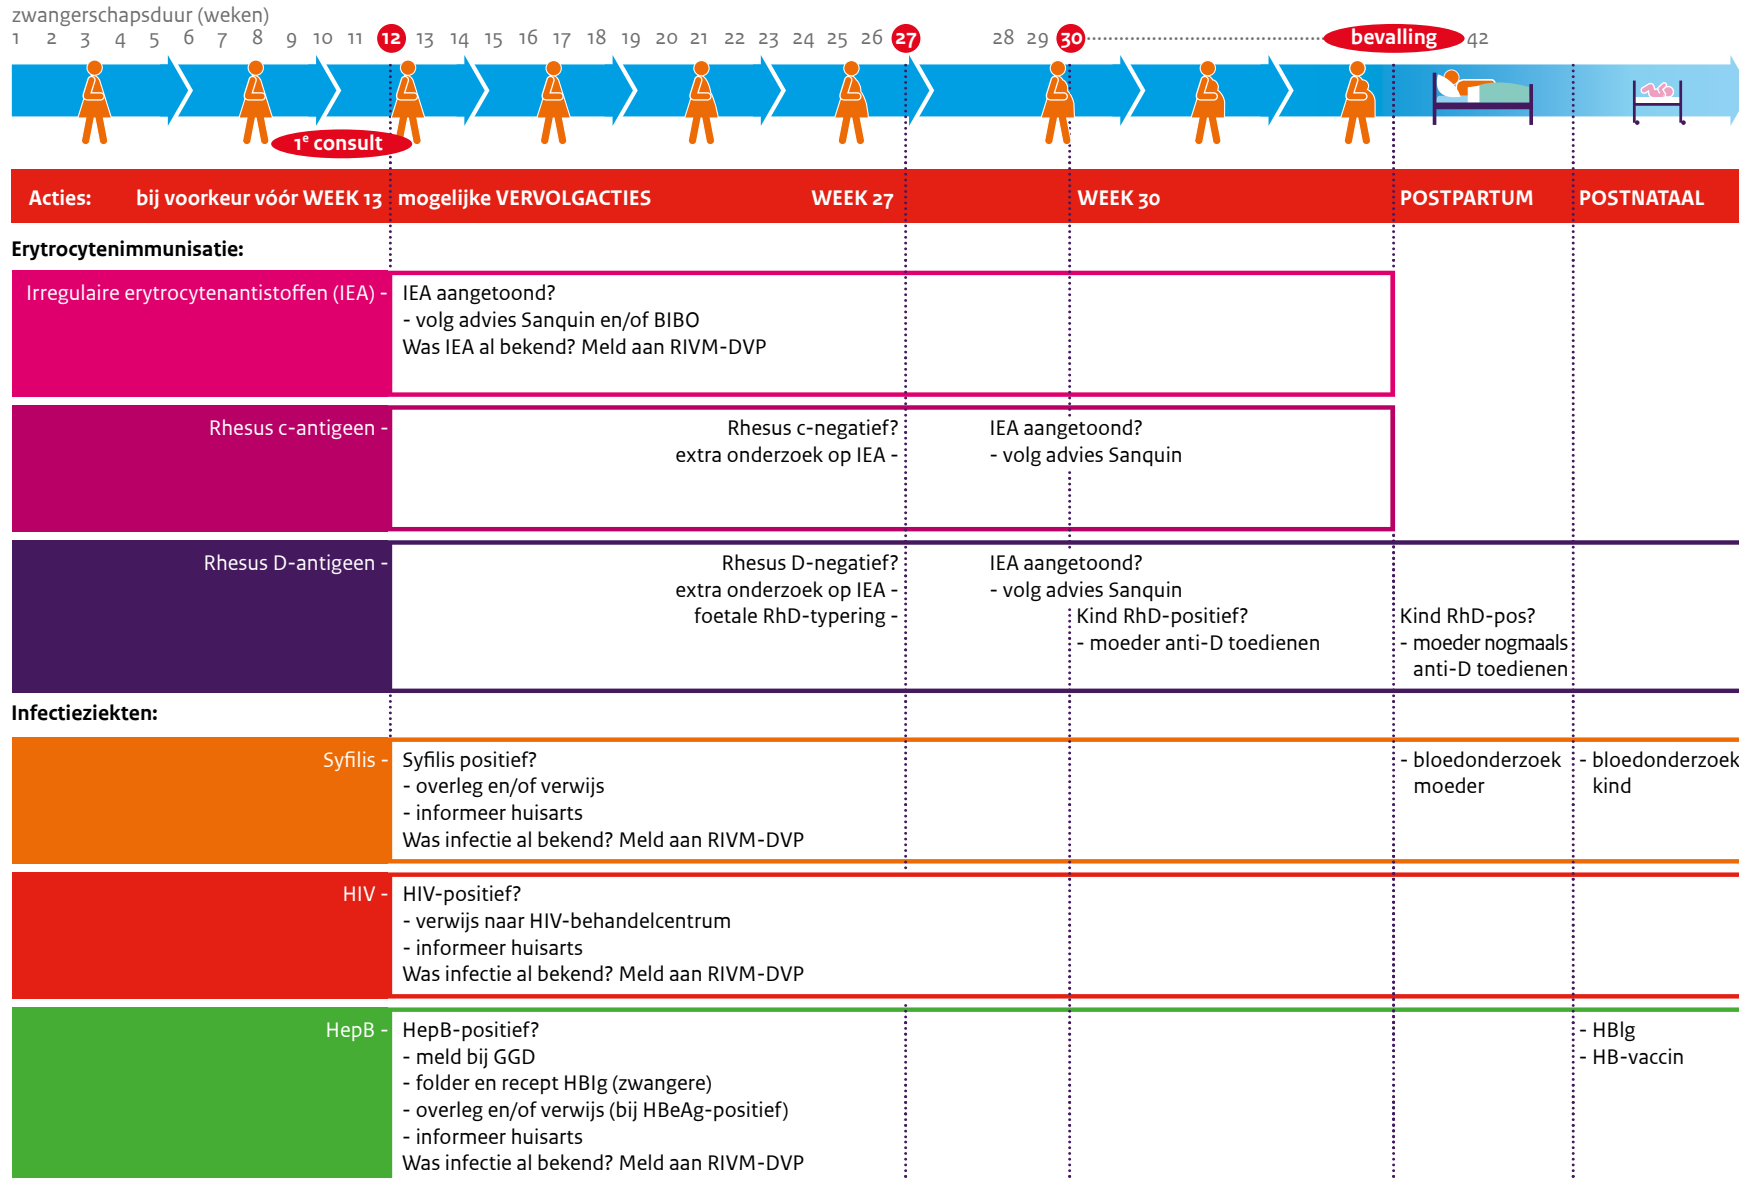 zwangerschapsduur (weken)
1 2 3 4 5 6 7 8 9 10 11 12 13 14 15 16 17 18 19 20 21 22 23 24 25 26 27 28 29 30 bevalling 42
1e consult
Acties: bij voorkeur vóór WEEK 13 mogelijke VERVOLGACTIES WEEK 27 WEEK 30 POSTPARTUM POSTNATAAL
Erytrocytenimmunisatie:
Irregulaire erytrocytenantistoffen (IEA) - IEA aangetoond?
- volg advies Sanquin en/of BIBO
Was IEA al bekend? Meld aan RIVM-DVP
Rhesus c-antigeen - Rhesus c-negatief? IEA aangetoond?
extra onderzoek op IEA - - volg advies Sanquin
Rhesus D-antigeen - Rhesus D-negatief? IEA aangetoond?
extra onderzoek op IEA - - volg advies Sanquin
foetale RhD-typering - Kind RhD-positief? Kind RhD-pos?
- moeder anti-D toedienen - moeder nogmaals
anti-D toedienen
Infectieziekten:
Syfilis - Syfilis positief? - bloedonderzoek - bloedonderzoek
- overleg en/of verwijs moeder kind
- informeer huisarts
Was infectie al bekend? Meld aan RIVM-DVP
HIV - HIV-positief?
- verwijs naar HIV-behandelcentrum
- informeer huisarts
Was infectie al bekend? Meld aan RIVM-DVP
HepB - HepB-positief? - HBlg
- meld bij GGD - HB-vaccin
- folder en recept HBIg (zwangere)
- overleg en/of verwijs (bij HBeAg-positief)
- informeer huisarts
Was infectie al bekend? Meld aan RIVM-DVP